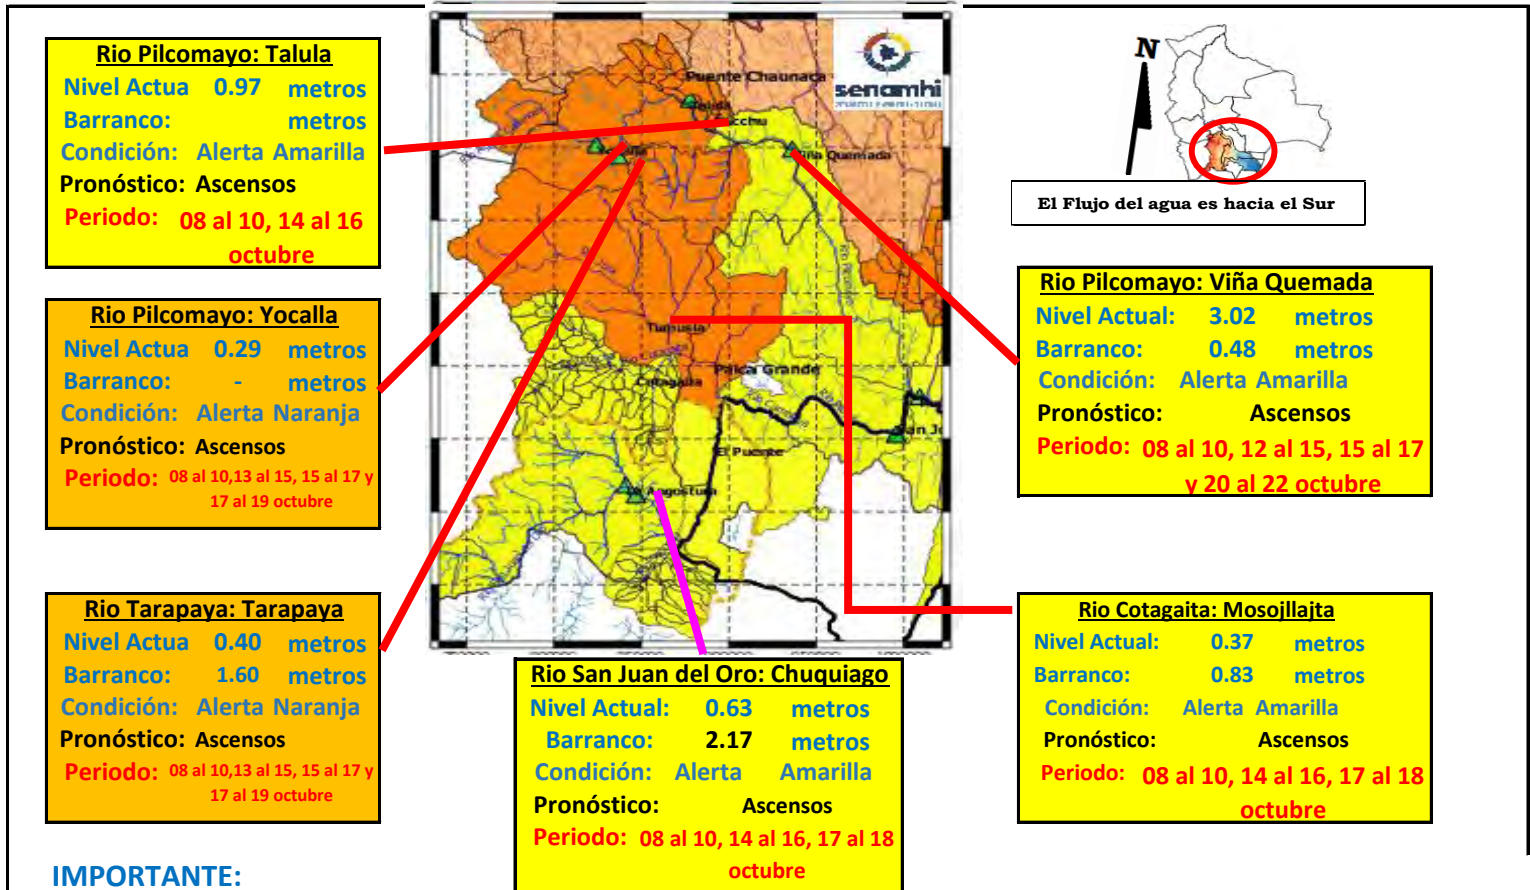 Rio Pilcomayo: Talula
Nivel Actua 0.97 metros
Barranco: metros
Condición: Alerta Amarilla
Pronóstico: Ascensos
Periodo: 08 al 10, 14 al 16
octubre
Rio Pilcomayo: Yocalla
Nivel Actua 0.29 metros
Barranco: - metros
Condición: Alerta Naranja
Pronóstico: Ascensos
Periodo: 08 al 10,13 al 15, 15 al 17 y
17 al 19 octubre
Rio Tarapaya: Tarapaya
Nivel Actua 0.40 metros
Barranco: 1.60 metros
Condición: Alerta Naranja
Pronóstico: Ascensos
Periodo: 08 al 10,13 al 15, 15 al 17 y
17 al 19 octubre
IMPORTANTE:
senamhi
Puente Chaunaca
Viña Quemada
Tumusla
Palca Grande
Cotagaita
El Puente
Angostura
Rio San Juan del Oro: Chuquiago
Nivel Actual: 0.63 metros
Barranco: 2.17 metros
Condición: Alerta Amarilla
Pronóstico: Ascensos
Periodo: 08 al 10, 14 al 16, 17 al 18
octubre
N
El Flujo del agua es hacia el Sur
Rio Pilcomayo: Viña Quemada
Nivel Actual: 3.02 metros
Barranco: 0.48 metros
Condición: Alerta Amarilla
Pronóstico: Ascensos
Periodo: 08 al 10, 12 al 15, 15 al 17
y 20 al 22 octubre
Rio Cotagaita: Mosojllajta
Nivel Actual: 0.37 metros
Barranco: 0.83 metros
Condición: Alerta Amarilla
Pronóstico: Ascensos
Periodo: 08 al 10, 14 al 16, 17 al 18
octubre